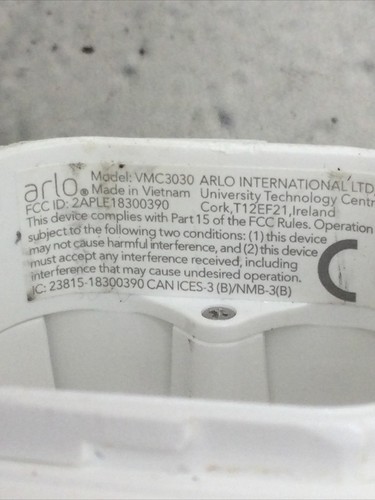 arlo Model: VMC3030 ARLO INTERNATIONAL LTD,
Made in Vietnam University Technology Centr
FCC ID: 2APLE18300390 Cork,T12EF21,Ireland
This device complies with Part 15 of the FCC Rules. Operation
subject to the following two conditions: (1) this device
may not cause harmful interference, and (2) this device
must accept any interference received, including
interference that may cause undesired operation.
IC: 23815-18300390 CAN ICES-3 (B)/NMB-3(B)